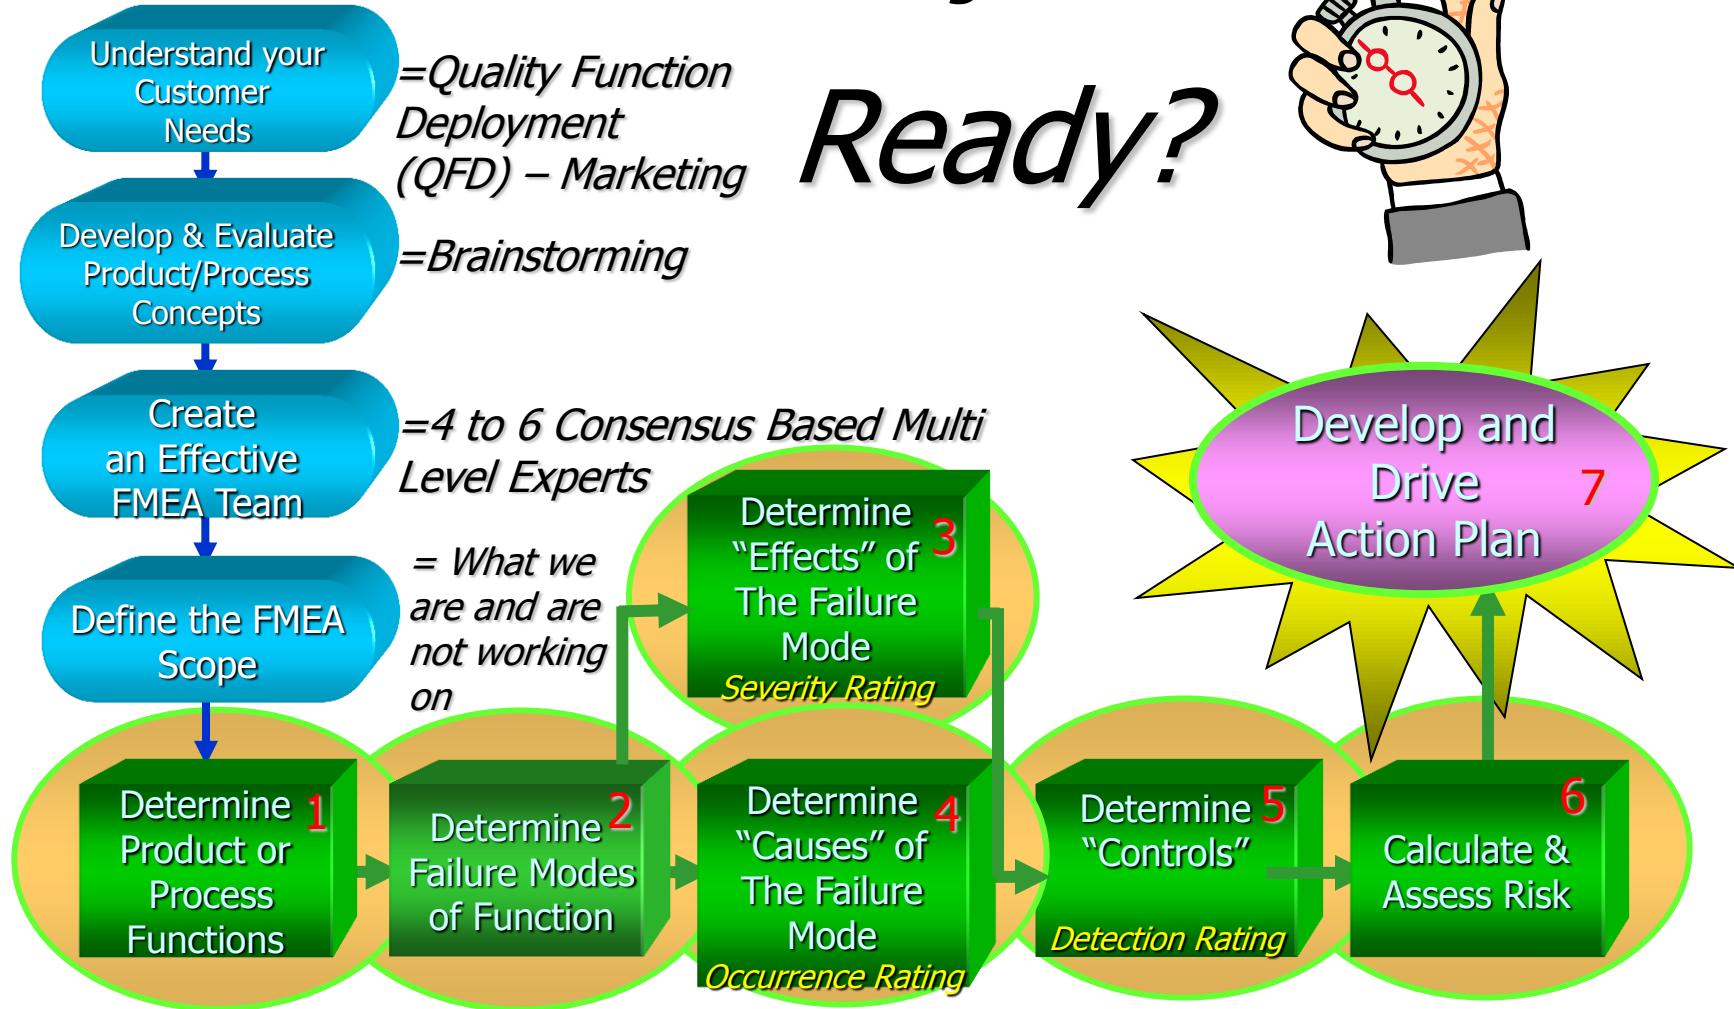 Understand your
Customer
Needs
=Quality Function
Deployment
(QFD) – Marketing
Ready?
Develop & Evaluate
Product/Process
Concepts
=Brainstorming
Create
an Effective
FMEA Team
=4 to 6 Consensus Based Multi
Level Experts
Define the FMEA
Scope
= What we
are and are
not working
on
Determine
Product or
Process
Functions
1
Determine
Failure Modes
of Function
2
Determine
“Effects” of
The Failure
Mode
Severity Rating
3
Determine
“Causes” of
The Failure
Mode
Occurrence Rating
4
Determine
“Controls”
Detection Rating
5
Calculate &
Assess Risk
6
Develop and
Drive
Action Plan
7